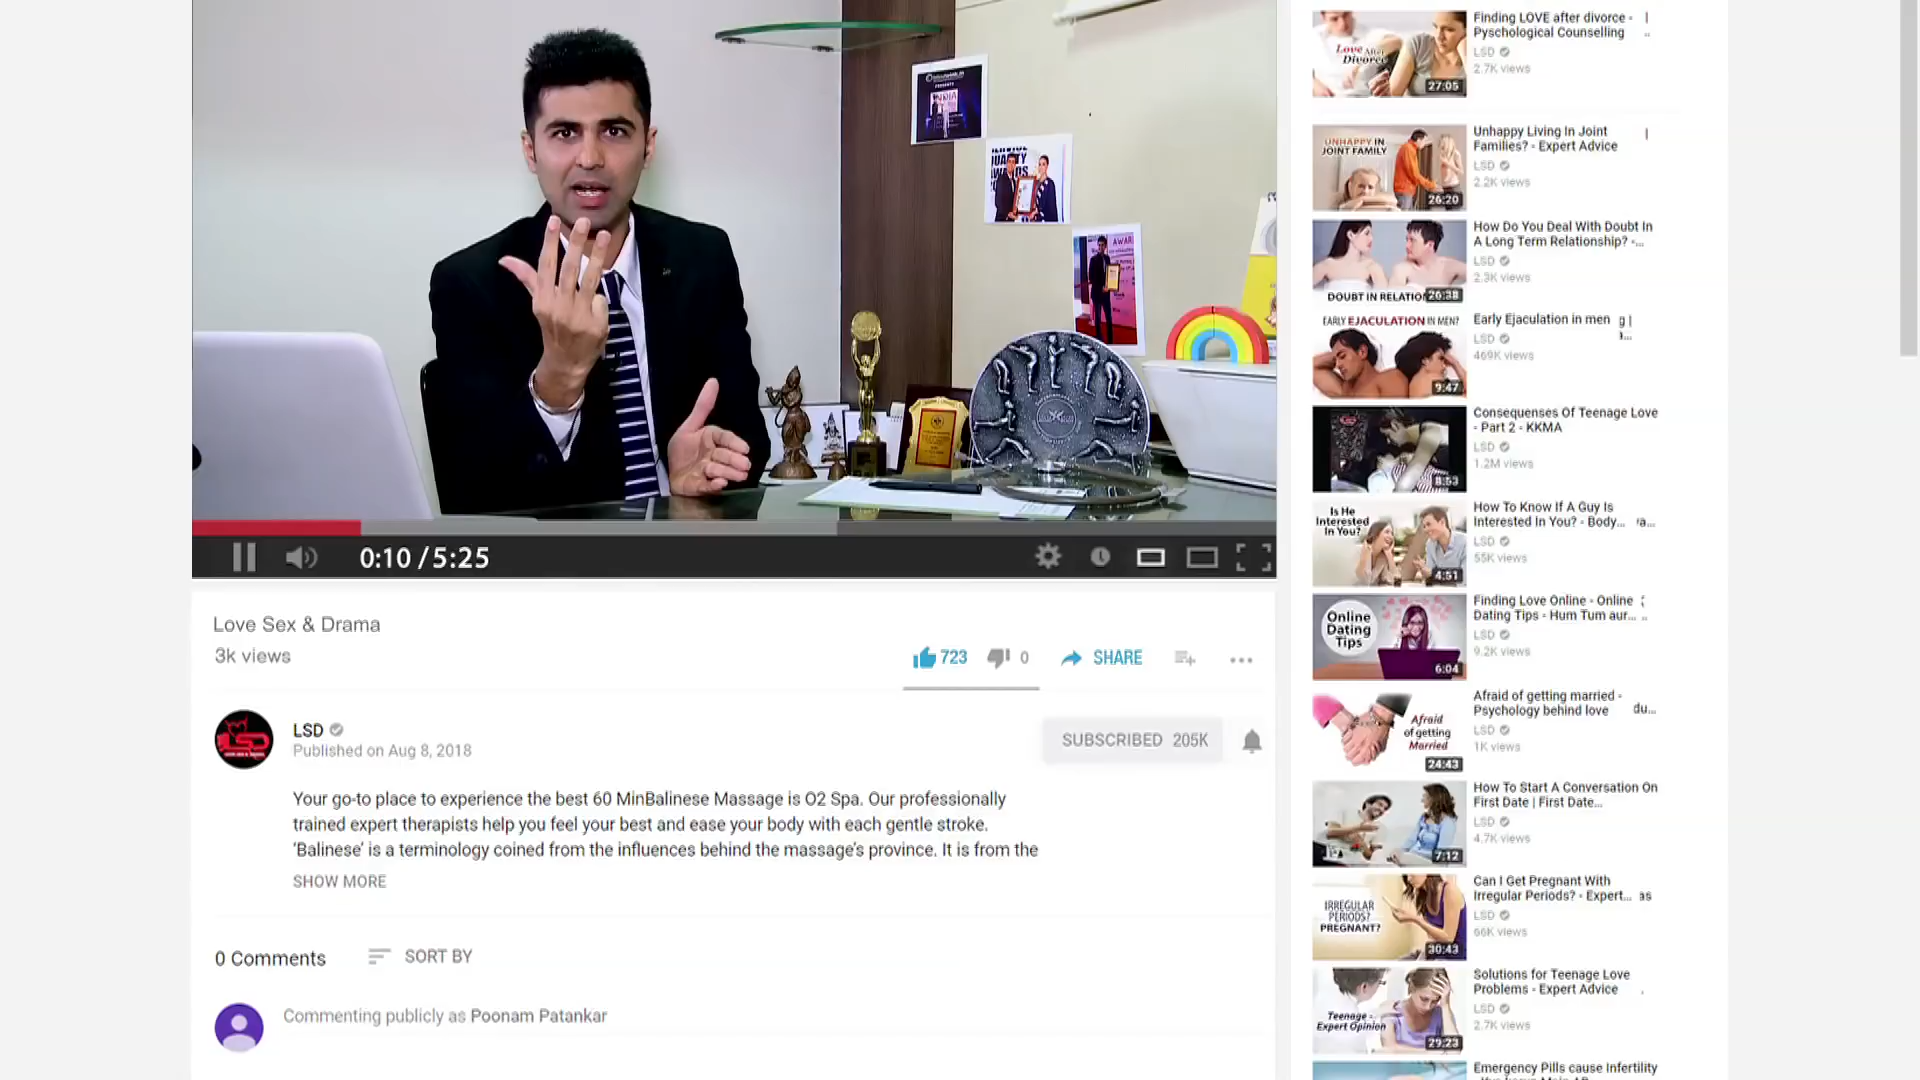 0:10 / 5:25
Love Sex & Drama
3k views
723
0
SHARE
LSD
Published on Aug 8, 2018
SUBSCRIBED 205K
Your go-to place to experience the best 60 MinBalinese Massage is O2 Spa. Our professionally
trained expert therapists help you feel your best and ease your body with each gentle stroke.
‘Balinese’ is a terminology coined from the influences behind the massage’s province. It is from the
SHOW MORE
0 Comments
SORT BY
Commenting publicly as Poonam Patankar
Love After
Divorce
27:05
Finding LOVE after divorce -
Pyschological Counselling
LSD
2.7K views
UNHAPPY IN
JOINT FAMILY
26:20
Unhappy Living In Joint
Families? - Expert Advice
LSD
2.2K views
DOUBT IN
20:38
How Do You Deal With Doubt In
A Long Term Relationship? -...
LSD
2.3K views
EARLY EJACULATION IN MEN?
9:47
Early Ejaculation in men
LSD
469K views
8:53
Consequences Of Teenage Love
- Part 2 - KKMA
LSD
1.2M views
Is He
Interested
In You?
4:51
How To Know If A Guy Is
Interested In You? - Body...
LSD
55K views
Online
Dating
Tips
6:04
Finding Love Online - Online
Dating Tips - Hum Tum aur...
LSD
9.2K views
Afraid
of getting
Married
24:43
Afraid of getting married -
Psychology behind love
LSD
1K views
7:12
How To Start A Conversation On
First Date | First Date...
LSD
4.7K views
IRREGULAR
PERIODS?
PREGNANT?
30:43
Can I Get Pregnant With
Irregular Periods? - Expert...
LSD
66K views
Teenage -
Expert Opinion
29:23
Solutions for Teenage Love
Problems - Expert Advice
LSD
2.7K views
Emergency Pills cause Infertility